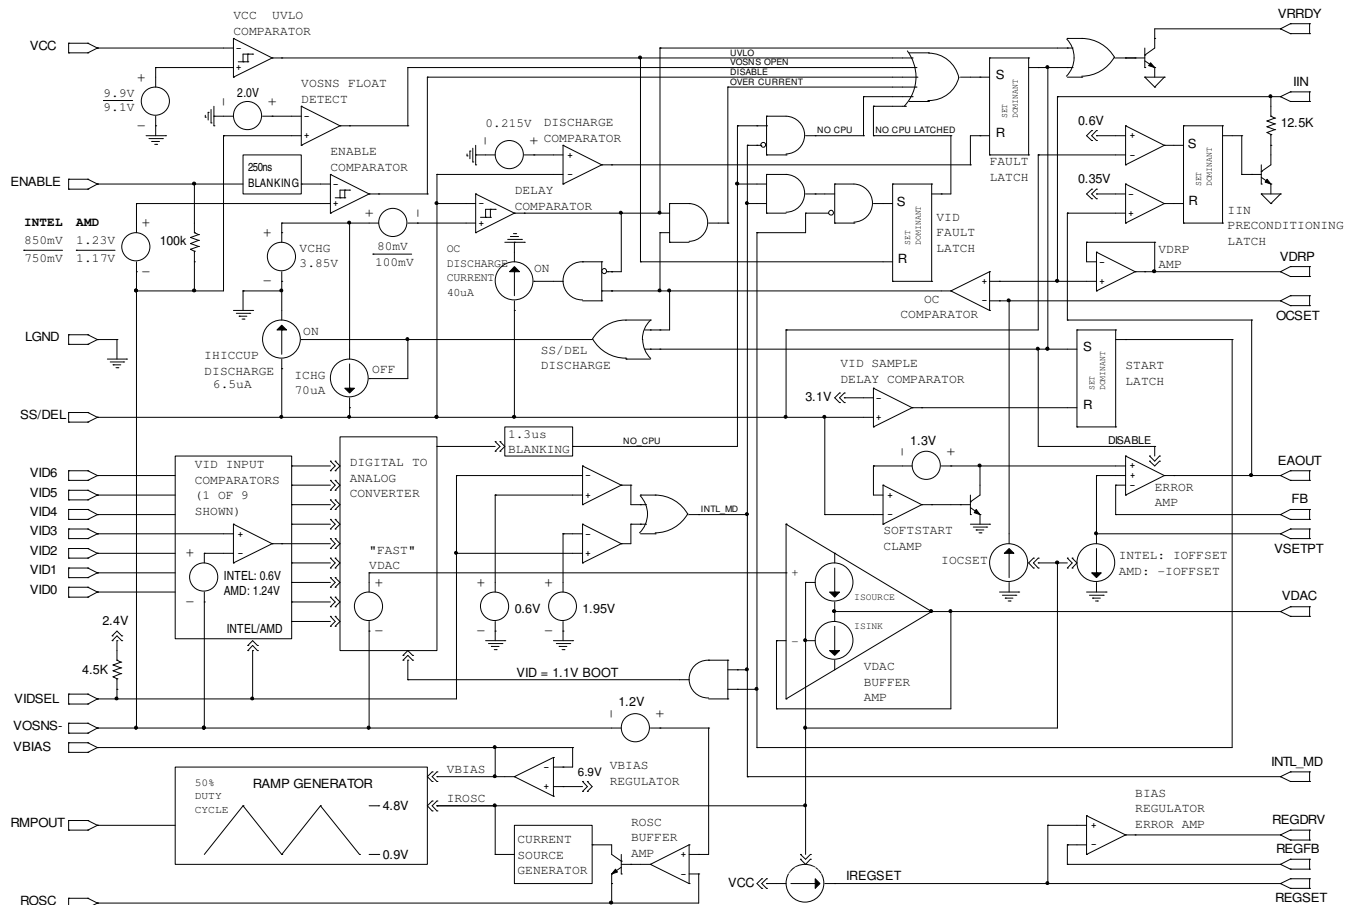 VCC UVLO
COMPARATOR
VRRDY
VCC
UVLO
VOSNS OPEN
DISABLE
OVER CURRENT
VOSNS FLOAT
DETECT
2.0V
9.9V
9.1V
IIN
S
SET DOMINANT
R
FAULT
LATCH
0.6V
12.5K
0.215V
DISCHARGE
COMPARATOR
NO CPU
NO CPU LATCHED
ENABLE
COMPARATOR
250ns
BLANKING
ENABLE
0.35V
S
SET DOMINANT
R
IIN
PRECONDITIONING
LATCH
DELAY
COMPARATOR
S
SET DOMINANT
R
VID
FAULT
LATCH
INTEL AMD
850mV 1.23V
750mV 1.17V
100k
VCHG
3.85V
80mV
100mV
OC
DISCHARGE
CURRENT
40uA
ON
VDRP
AMP
VDRP
OC
COMPARATOR
OCSET
LGND
ON
IHICCUP
DISCHARGE
6.5uA
ICHG
70uA
OFF
SS/DEL
DISCHARGE
S
SET DOMINANT
R
START
LATCH
VID SAMPLE
DELAY COMPARATOR
3.1V
SS/DEL
1.3us
BLANKING
NO_CPU
1.3V
DISABLE
VID6
VID5
VID4
VID3
VID2
VID1
VID0
VID INPUT
COMPARATORS
(1 OF 9
SHOWN)
INTEL: 0.6V
AMD: 1.24V
INTEL/AMD
DIGITAL TO
ANALOG
CONVERTER
"FAST"
VDAC
INTL_MD
EAOUT
ERROR
AMP
FB
SOFTSTART
CLAMP
VSETPT
IOCSET
INTEL: IOFFSET
AMD: -IOFFSET
0.6V
1.95V
ISOURCE
ISINK
VDAC
2.4V
4.5K
VID = 1.1V BOOT
VDAC
BUFFER
AMP
VIDSEL
1.2V
VOSNS-
VBIAS
VBIAS
6.9V
VBIAS
REGULATOR
INTL_MD
50%
DUTY
CYCLE
RAMP GENERATOR
4.8V
0.9V
IROSC
RMPOUT
CURRENT
SOURCE
GENERATOR
ROSC
BUFFER
AMP
BIAS
REGULATOR
ERROR AMP
REGDRV
REGFB
VCC
IREGSET
REGSET
ROSC